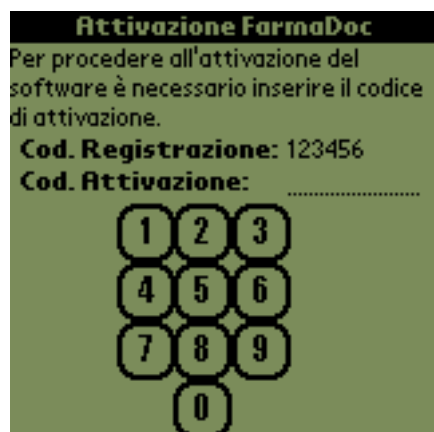 Attivazione FarmaDoc
Per procedere all'attivazione del
software è necessario inserire il codice
di attivazione.
Cod. Registrazione: 123456
Cod. Attivazione:
1 2 3
4 5 6
7 8 9
0